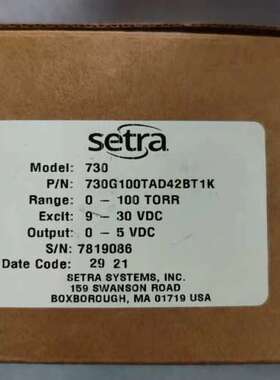 setra
Model: 730
P/N: 730G100TAD42BT1K
Range: 0 - 100 TORR
Excit: 9 - 30 VDC
Output: 0 - 5 VDC
S/N: 7819086
Date Code: 29 21
SETRA SYSTEMS, INC.
159 SWANSON ROAD
BOXBOROUGH, MA 01719 USA